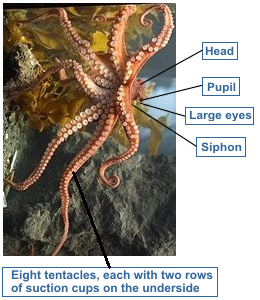 Head
Pupil
Large eyes
Siphon
Eight tentacles, each with two rows
of suction cups on the underside